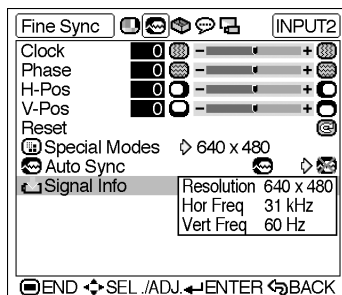 Fine Sync INPUT2
Clock 0 - +
Phase 0 - +
H-Pos 0 - +
V-Pos 0 - +
Reset
Special Modes 640 x 480
Auto Sync
Signal Info
Resolution 640 x 480
Hor Freq 31 kHz
Vert Freq 60 Hz
END SEL./ADJ. ENTER BACK